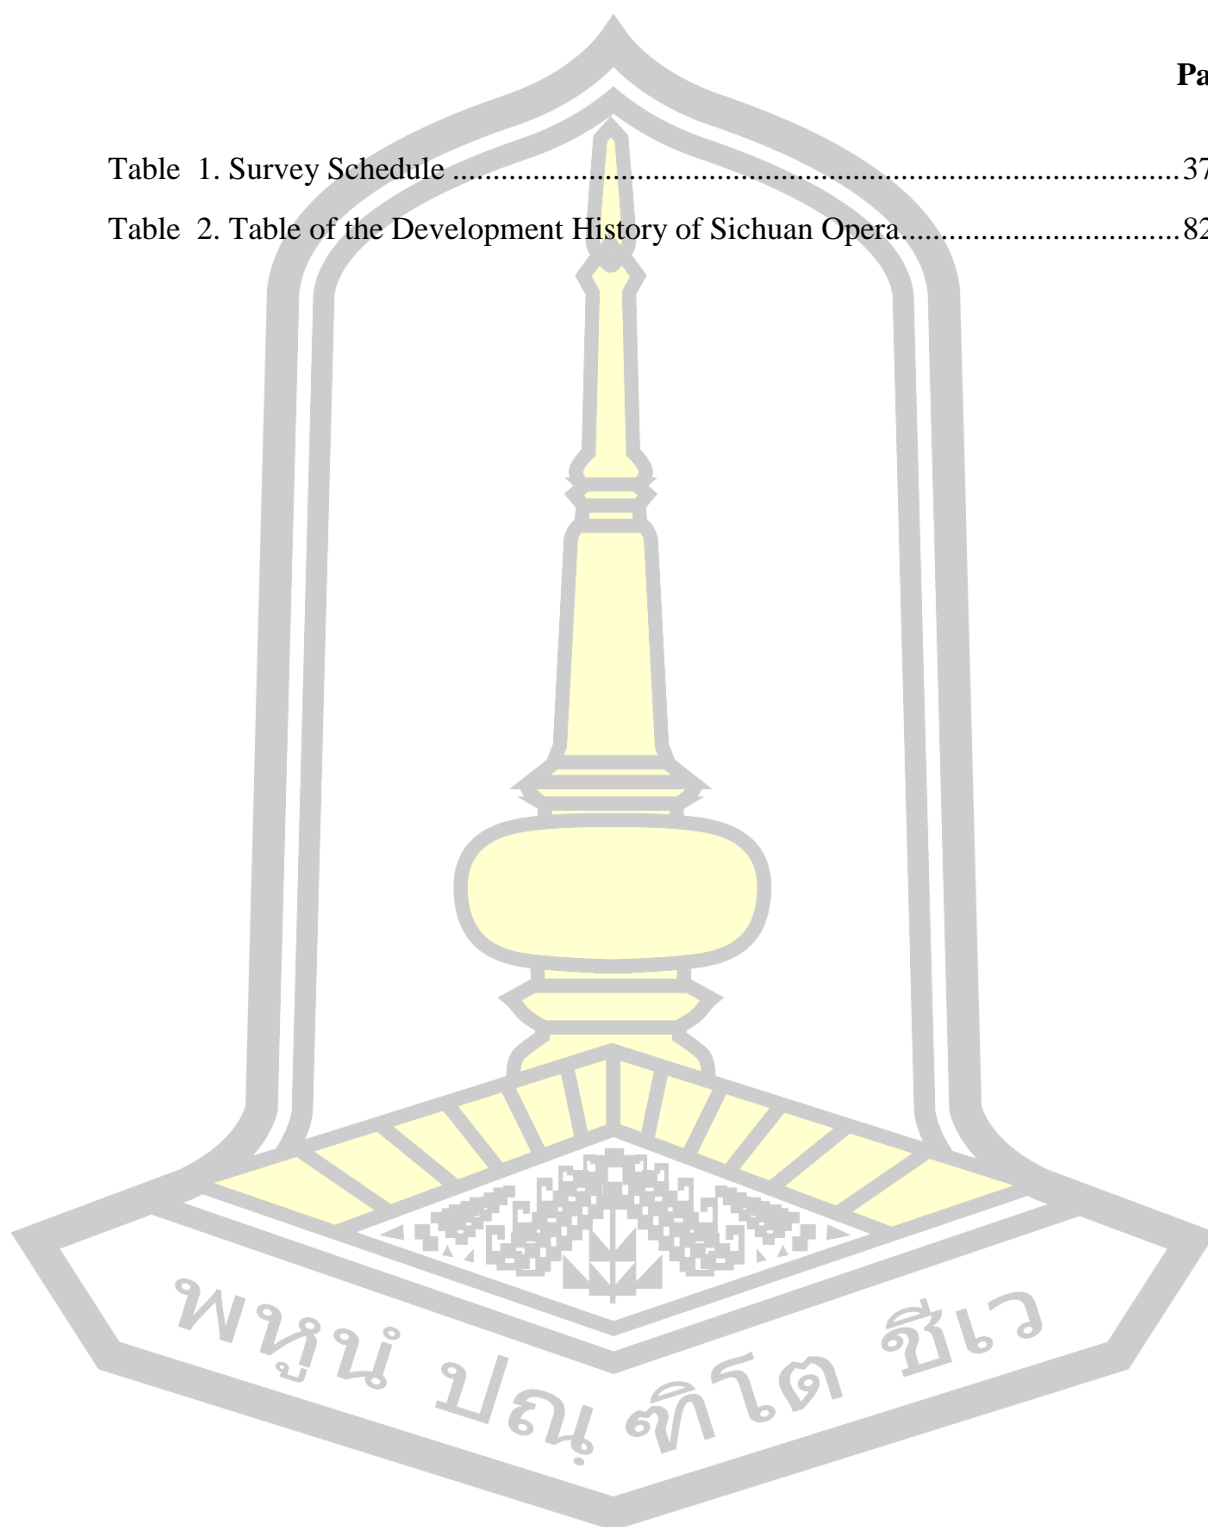 Pa
Table 1. Survey Schedule ..........................................................................................37
Table 2. Table of the Development History of Sichuan Opera..................................82
พหูนํ ปณฺฑิโต ชีเว